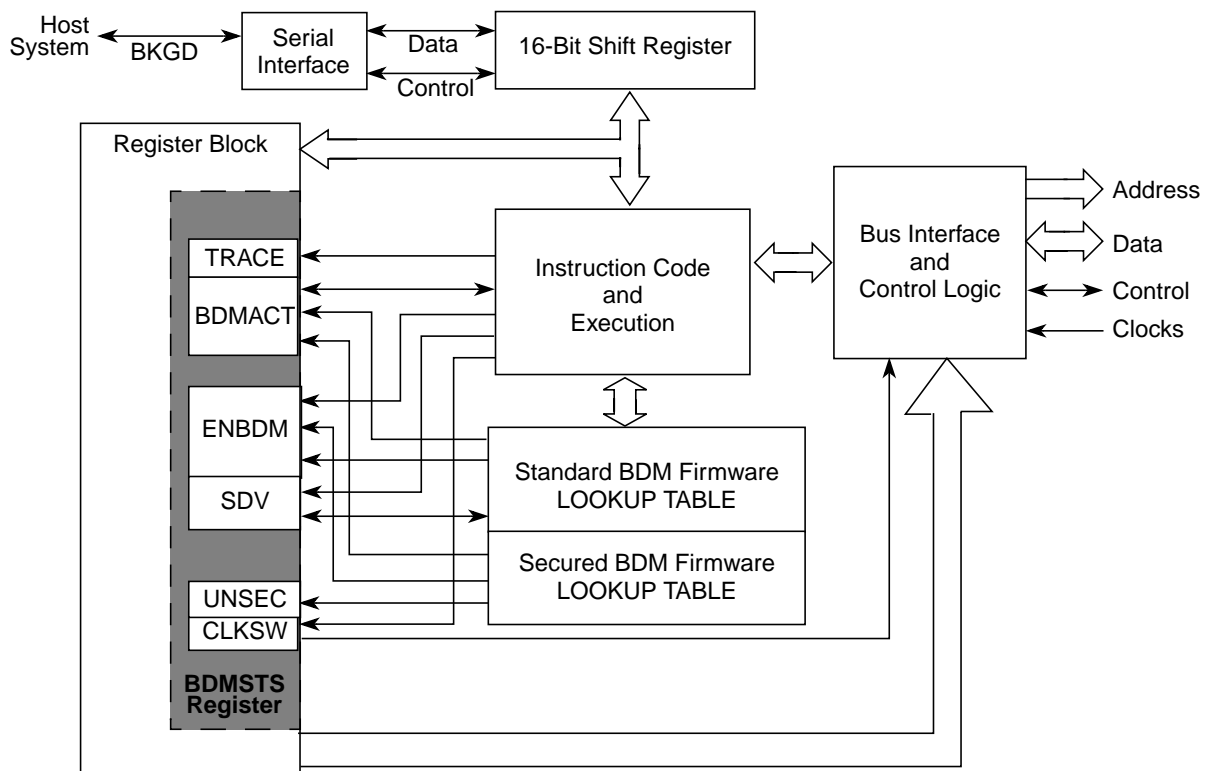 Host
System
BKGD
Serial
Interface
Data
Control
16-Bit Shift Register
Register Block
TRACE
BDMACT
ENBDM
SDV
UNSEC
CLKSW
BDMSTS
Register
Instruction Code
and
Execution
Standard BDM Firmware
LOOKUP TABLE
Secured BDM Firmware
LOOKUP TABLE
Bus Interface
and
Control Logic
Address
Data
Control
Clocks